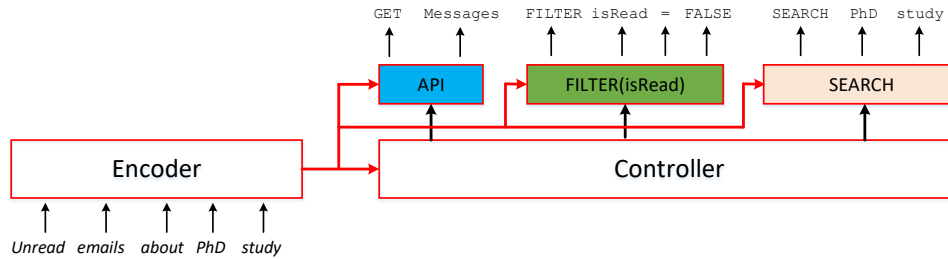 GET Messages FILTER isRead = FALSE SEARCH PhD study
API FILTER(isRead) SEARCH
Encoder Controller
Unread emails about PhD study